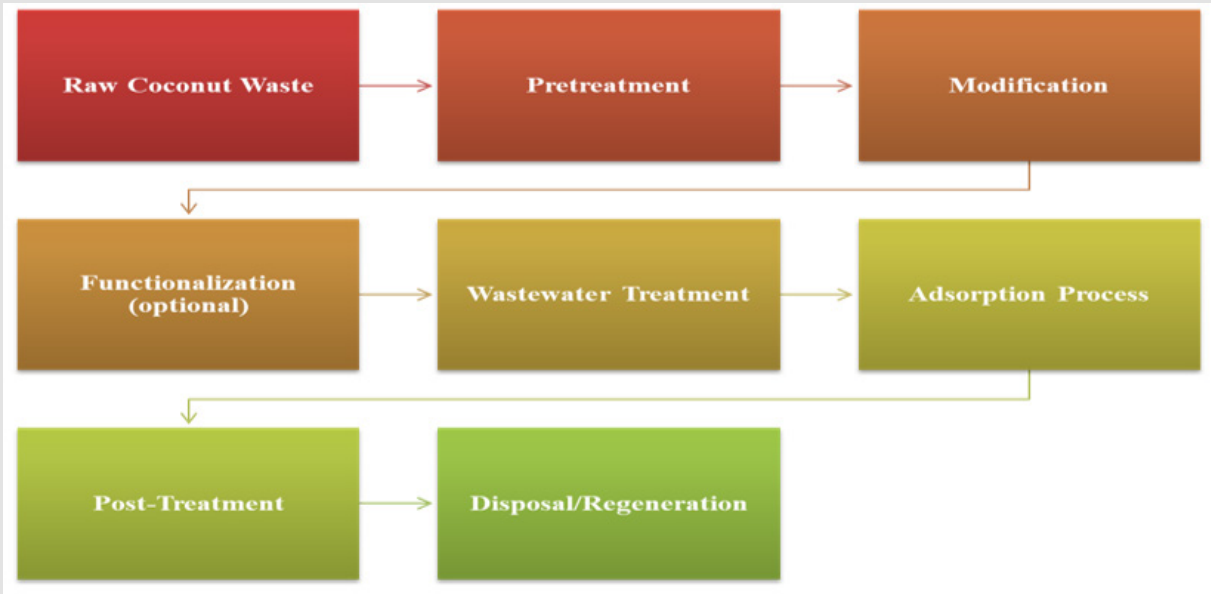 Raw Coconut Waste
Pretreatment
Modification
Functionalization
(optional)
Wastewater Treatment
Adsorption Process
Post-Treatment
Disposal/Regeneration